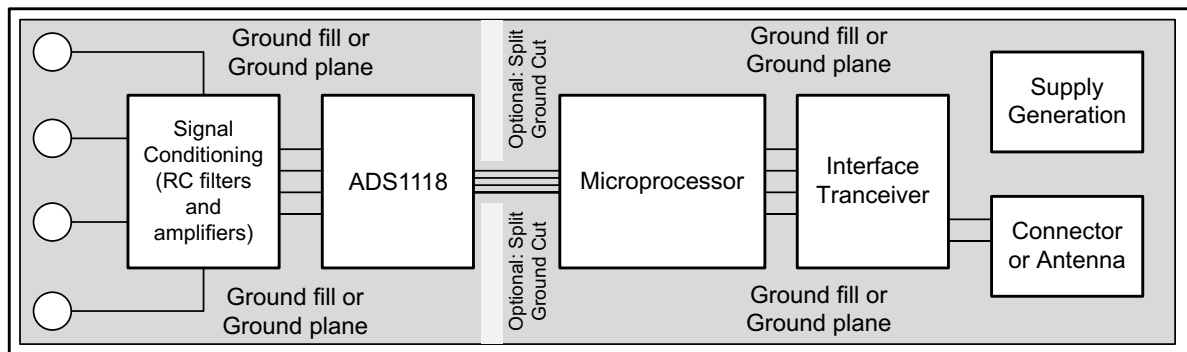 Ground fill or
Ground plane
Optional: Split
Ground Cut
Ground fill or
Ground plane
Supply
Generation
Signal
Conditioning
(RC filters
and
amplifiers)
ADS1118
Microprocessor
Interface
Tranceiver
Connector
or Antenna
Ground fill or
Ground plane
Optional: Split
Ground Cut
Ground fill or
Ground plane